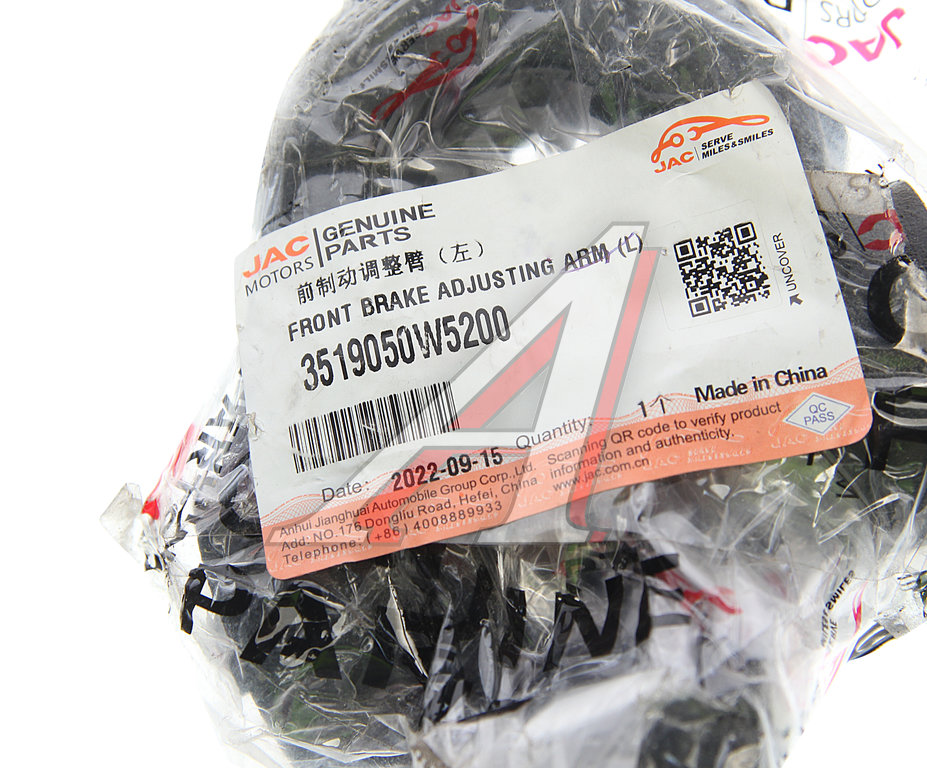 JAC
MOTORS
GENUINE
PARTS
JAC
SERVE
MILES&SMILES
前制动调整臂（左）
FRONT BRAKE ADJUSTING ARM (L)
3519050W5200
UNCOVER
Date: 2022-09-15
Quantity: 1个
Made in China
QC
PASS
Anhui Jianghuai Automobile Group Corp., Ltd.
Add: NO.176 Dongliu Road, Hefei, China
Telephone: (+86) 4008889933
Scanning QR code to verify product
information and authenticity.
www.jac.com.cn
JAC